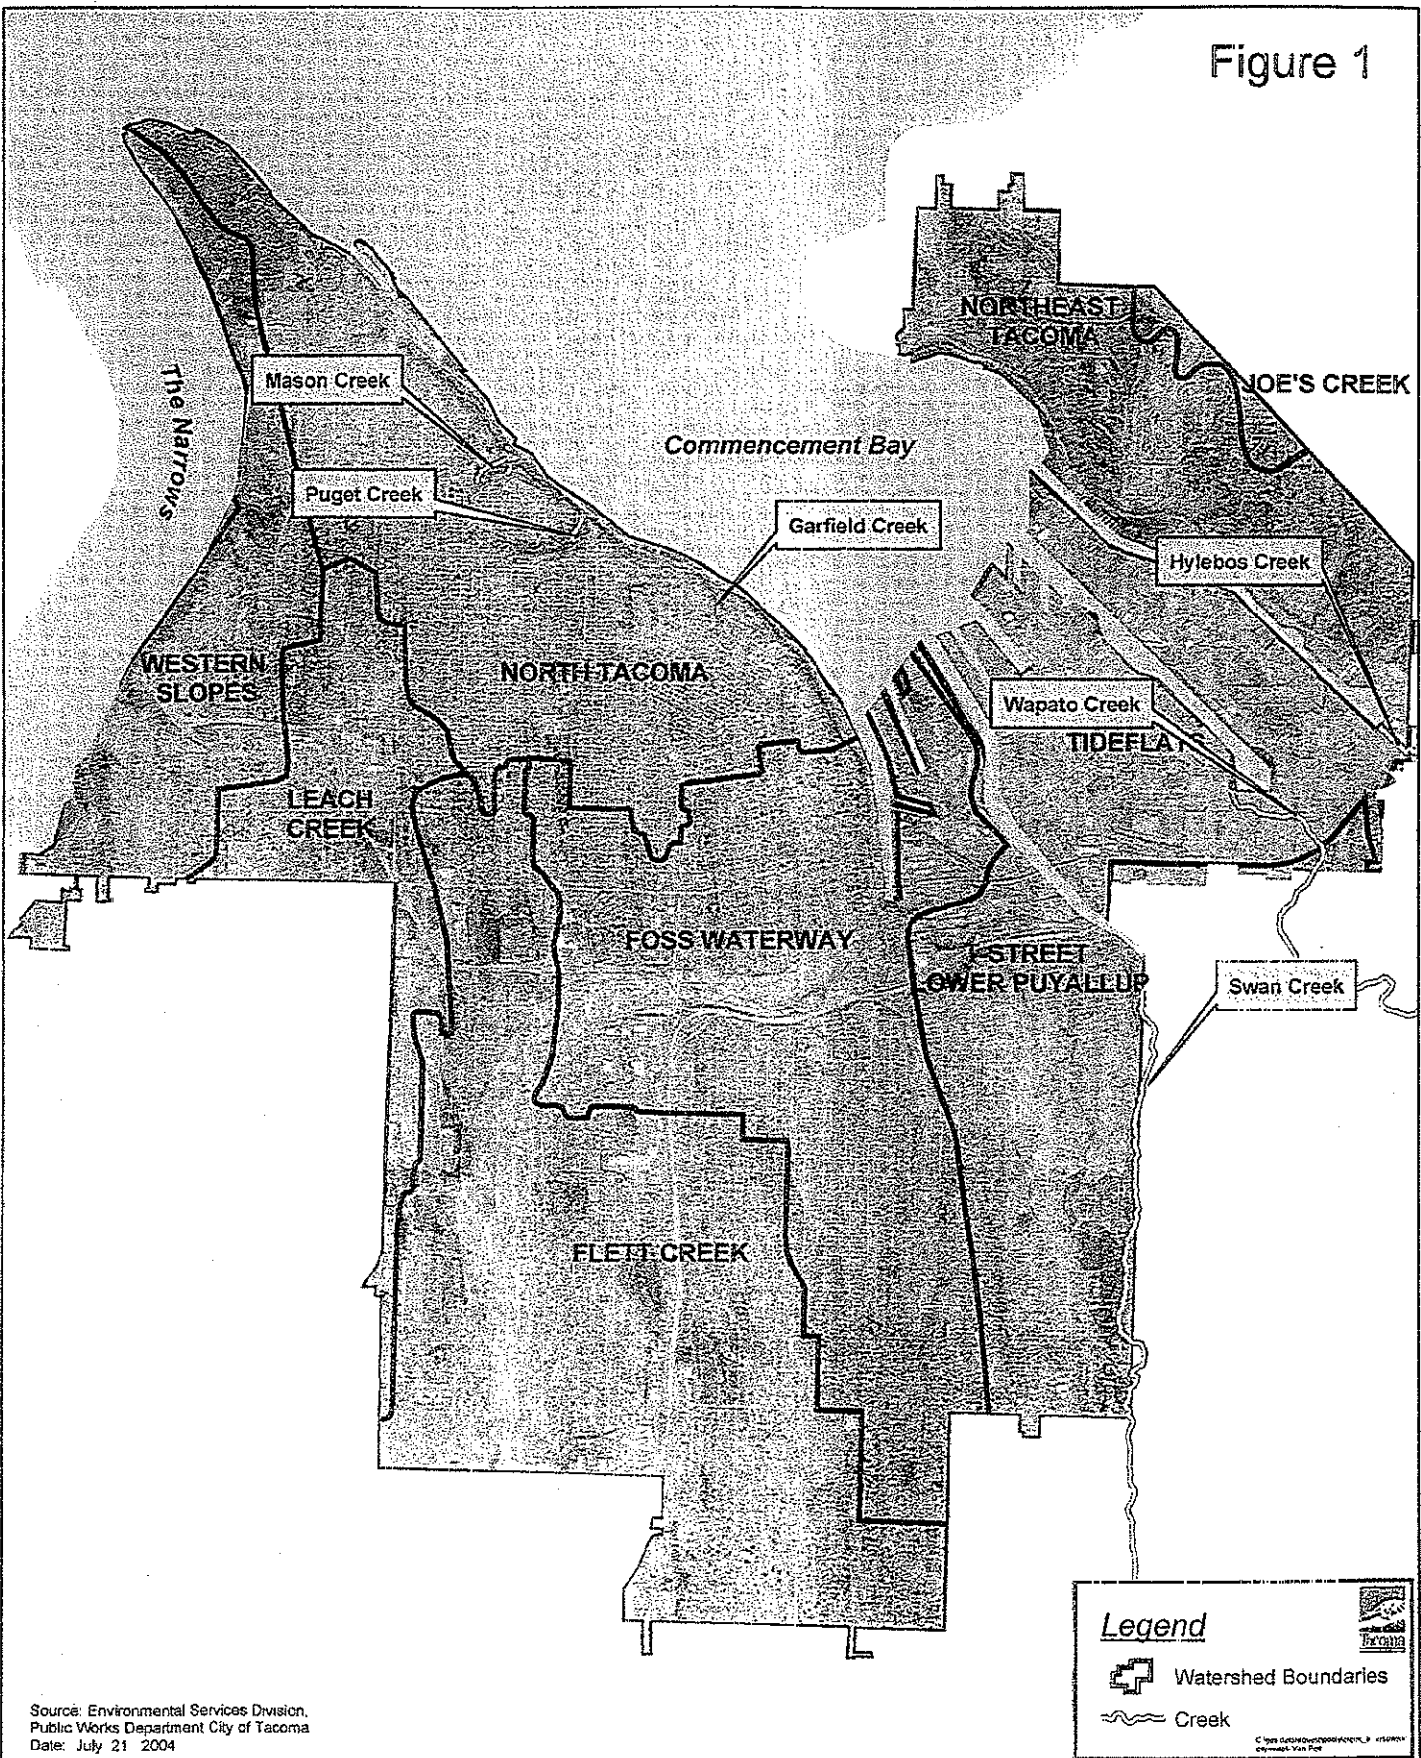 Figure 1
NORTHEAST
TACOMA
JOE'S CREEK
The Narrows
Mason Creek
Commencement Bay
Puget Creek
Garfield Creek
Hylebos Creek
WESTERN
SLOPES
NORTH TACOMA
Wapato Creek
TIDEFLATS
LEACH
CREEK
FOSS WATERWAY
STREET
LOWER PUYALLUP
Swan Creek
FLETT CREEK
Legend
Tacoma
Watershed Boundaries
Creek
Source: Environmental Services Division,
Public Works Department City of Tacoma
Date: July 21 2004